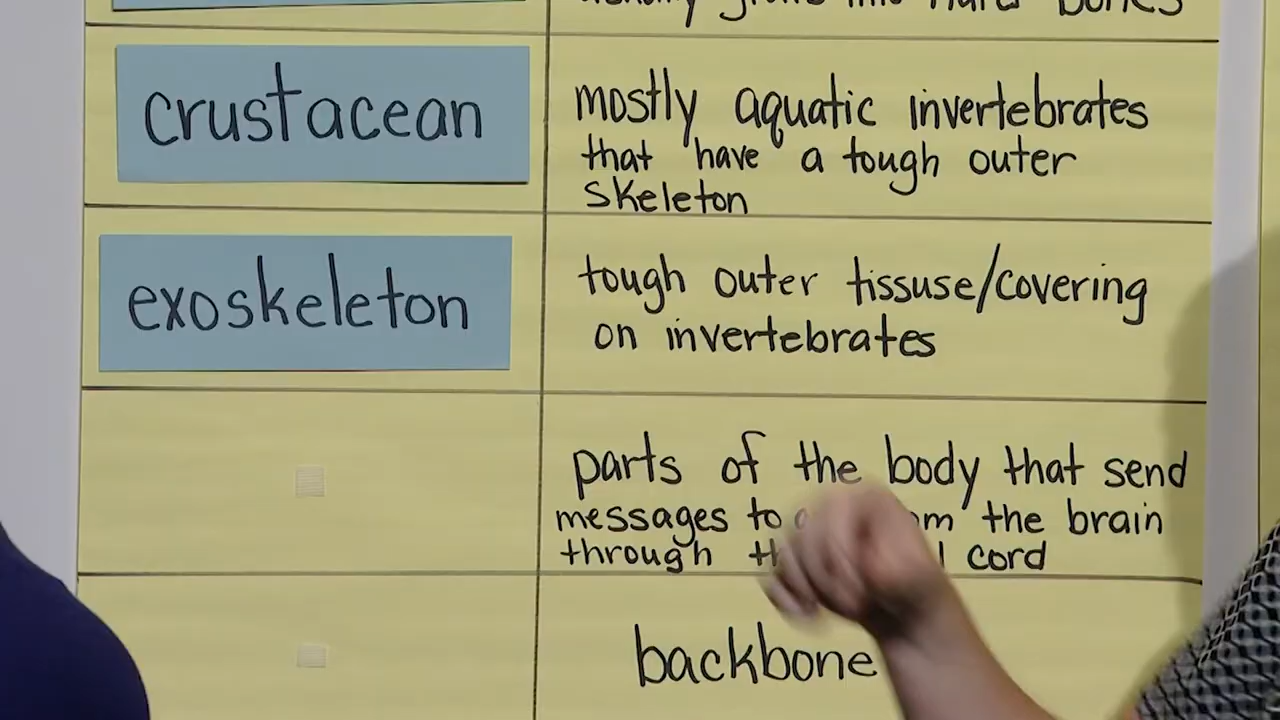 crustacean
mostly aquatic invertebrates
that have a tough outer
skeleton
exoskeleton
tough outer tissuse/covering
on invertebrates
parts of the body that send
messages to the brain
through cord
backbone